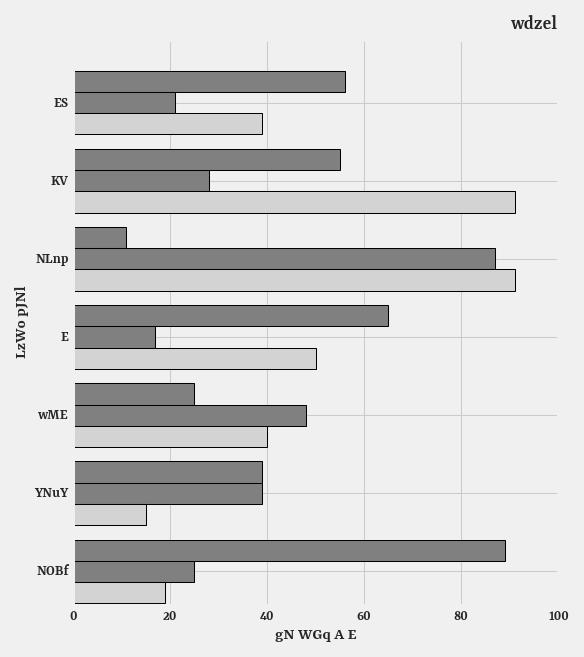 wdzel
ES
KV
NLnp
E
wME
YNuY
NOBf
LzWo pJNl
0 20 40 60 80 100
gN WGq A E